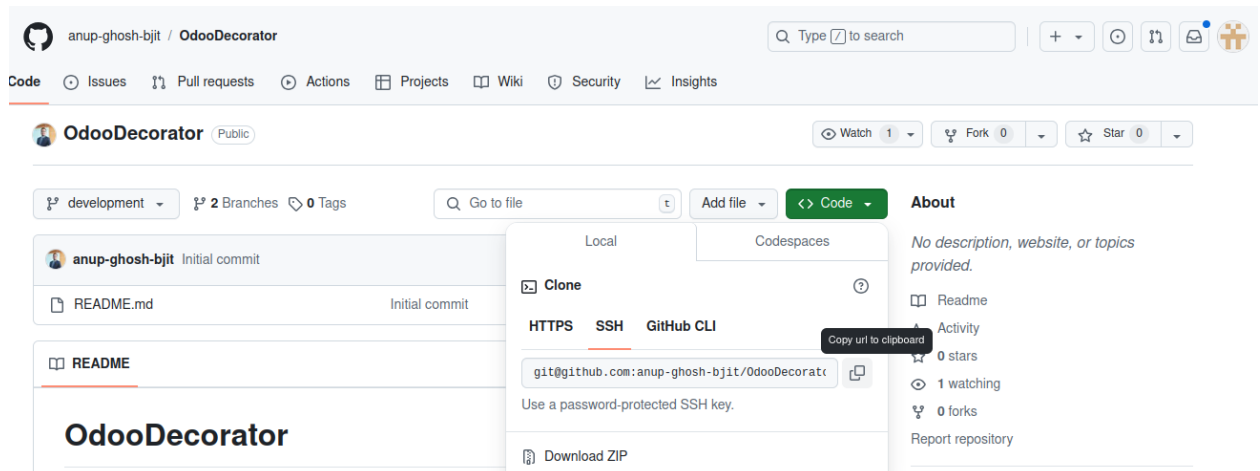 anup-ghosh-bjit / OdooDecorator
Type / to search
Code Issues Pull requests Actions Projects Wiki Security Insights
OdooDecorator Public
Watch 1 Fork 0 Star 0
development 2 Branches 0 Tags Go to file t Add file <> Code
About
No description, website, or topics
provided.
Local Codespaces
anup-ghosh-bjit Initial commit
Clone
README.md Initial commit
Readme
HTTPS SSH GitHub CLI
Activity
Copy url to clipboard
README
0 stars
git@github.com:anup-ghosh-bjit/OdooDecorato
1 watching
Use a password-protected SSH key.
0 forks
OdooDecorator
Report repository
Download ZIP